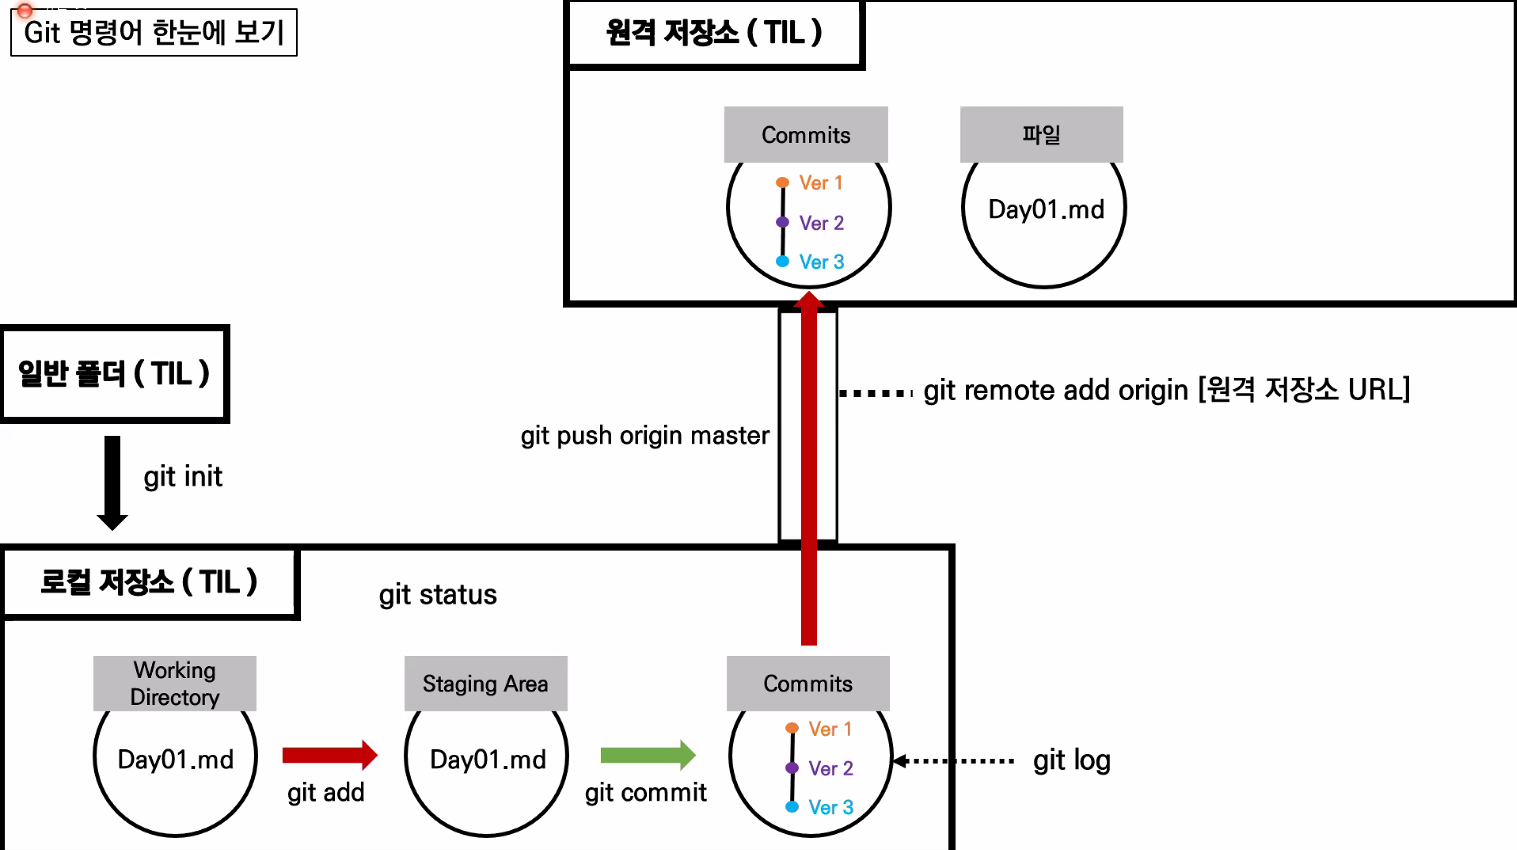 Git 명령어 한눈에 보기
원격 저장소 ( TIL )
Commits
Ver 1
Ver 2
Ver 3
파일
Day01.md
일반 폴더 ( TIL )
git init
git push origin master
git remote add origin [원격 저장소 URL]
로컬 저장소 ( TIL )
git status
Working
Directory
Day01.md
git add
Staging Area
Day01.md
git commit
Commits
Ver 1
Ver 2
Ver 3
git log